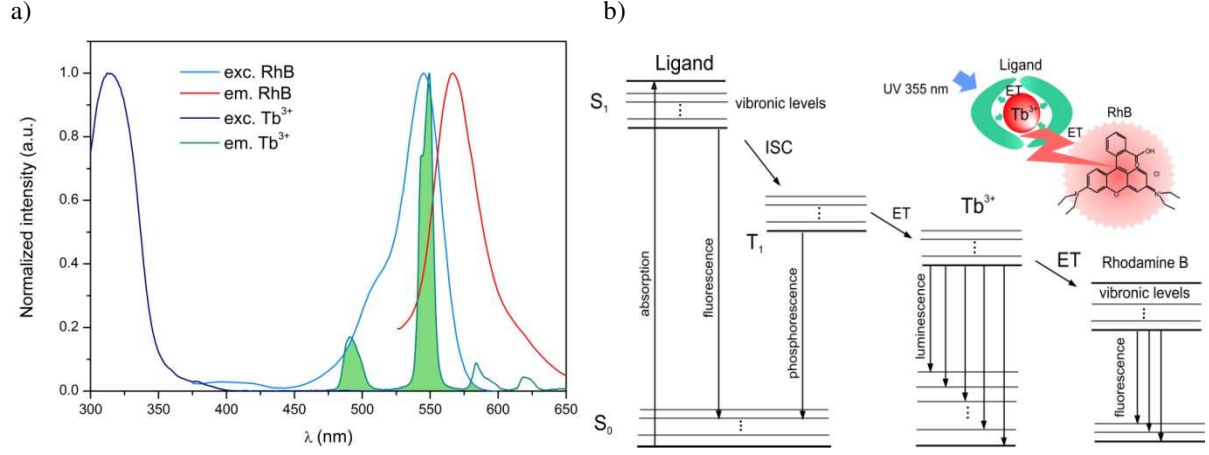 a)
Normalized intensity (a.u.)
1.0
0.8
0.6
0.4
0.2
0.0
exc. RhB
em. RhB
exc. Tb³⁺
em. Tb³⁺
300 350 400 450 500 550 600 650
λ (nm)
b)
Ligand
S₁
vibronic levels
ISC
T₁
ET
absorption
fluorescence
phosphorescence
S₀
Tb³⁺
luminescence
ET
Rhodamine B
vibronic levels
fluorescence
Ligand
UV 355 nm
ET
Tb³⁺
ET
RhB
OH
O
Cl⁻
O
N
N⁺